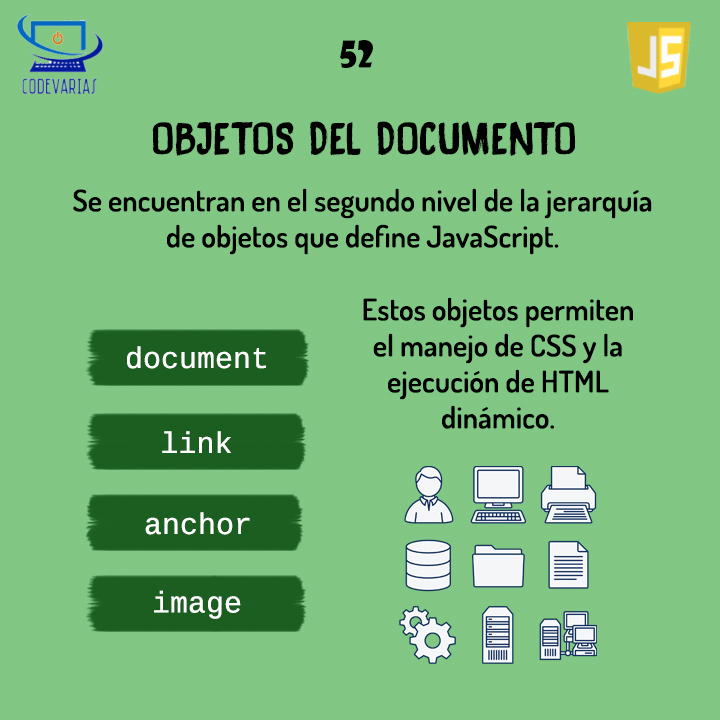 CODEVARIAS
52
JS
OBJETOS DEL DOCUMENTO
Se encuentran en el segundo nivel de la jerarquía
de objetos que define JavaScript.
document
link
anchor
image
Estos objetos permiten
el manejo de CSS y la
ejecución de HTML
dinámico.